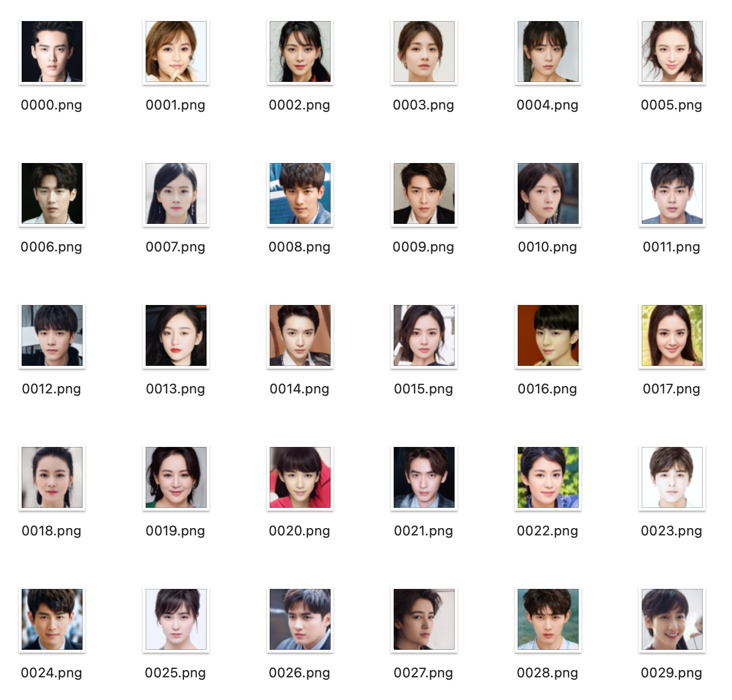 0000.png 0001.png 0002.png 0003.png 0004.png 0005.png
0006.png 0007.png 0008.png 0009.png 0010.png 0011.png
0012.png 0013.png 0014.png 0015.png 0016.png 0017.png
0018.png 0019.png 0020.png 0021.png 0022.png 0023.png
0024.png 0025.png 0026.png 0027.png 0028.png 0029.png